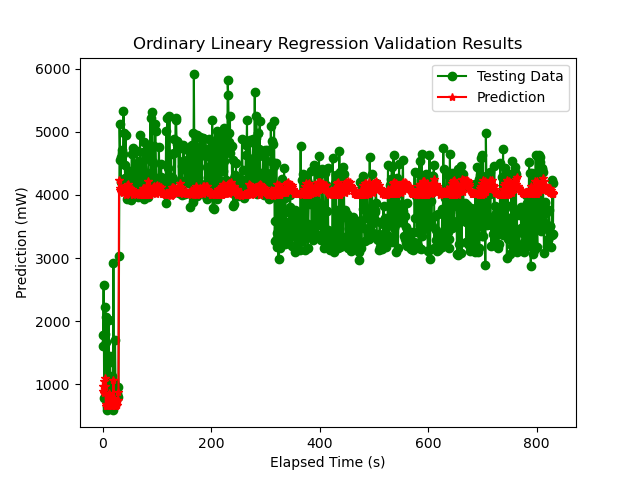 Ordinary Lineary Regression Validation Results
Testing Data
Prediction
6000
5000
4000
3000
2000
1000
Prediction (mW)
0
200
400
600
800
Elapsed Time (s)